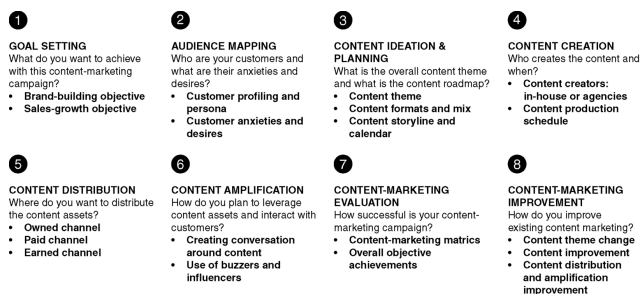 1
GOAL SETTING
What do you want to achieve
with this content-marketing
campaign?
• Brand-building objective
• Sales-growth objective
2
AUDIENCE MAPPING
Who are your customers and
what are their anxieties and
desires?
• Customer profiling and
persona
• Customer anxieties and
desires
3
CONTENT IDEATION &
PLANNING
What is the overall content theme
and what is the content roadmap?
• Content theme
• Content formats and mix
• Content storyline and
calendar
4
CONTENT CREATION
Who creates the content and
when?
• Content creators:
in-house or agencies
• Content production
schedule
5
CONTENT DISTRIBUTION
Where do you want to distribute
the content assets?
• Owned channel
• Paid channel
• Earned channel
6
CONTENT AMPLIFICATION
How do you plan to leverage
content assets and interact with
customers?
• Creating conversation
around content
• Use of buzzers and
influencers
7
CONTENT-MARKETING
EVALUATION
How successful is your content-
marketing campaign?
• Content-marketing matrics
• Overall objective
achievements
8
CONTENT-MARKETING
IMPROVEMENT
How do you improve
existing content marketing?
• Content theme change
• Content improvement
• Content distribution
and amplification
improvement